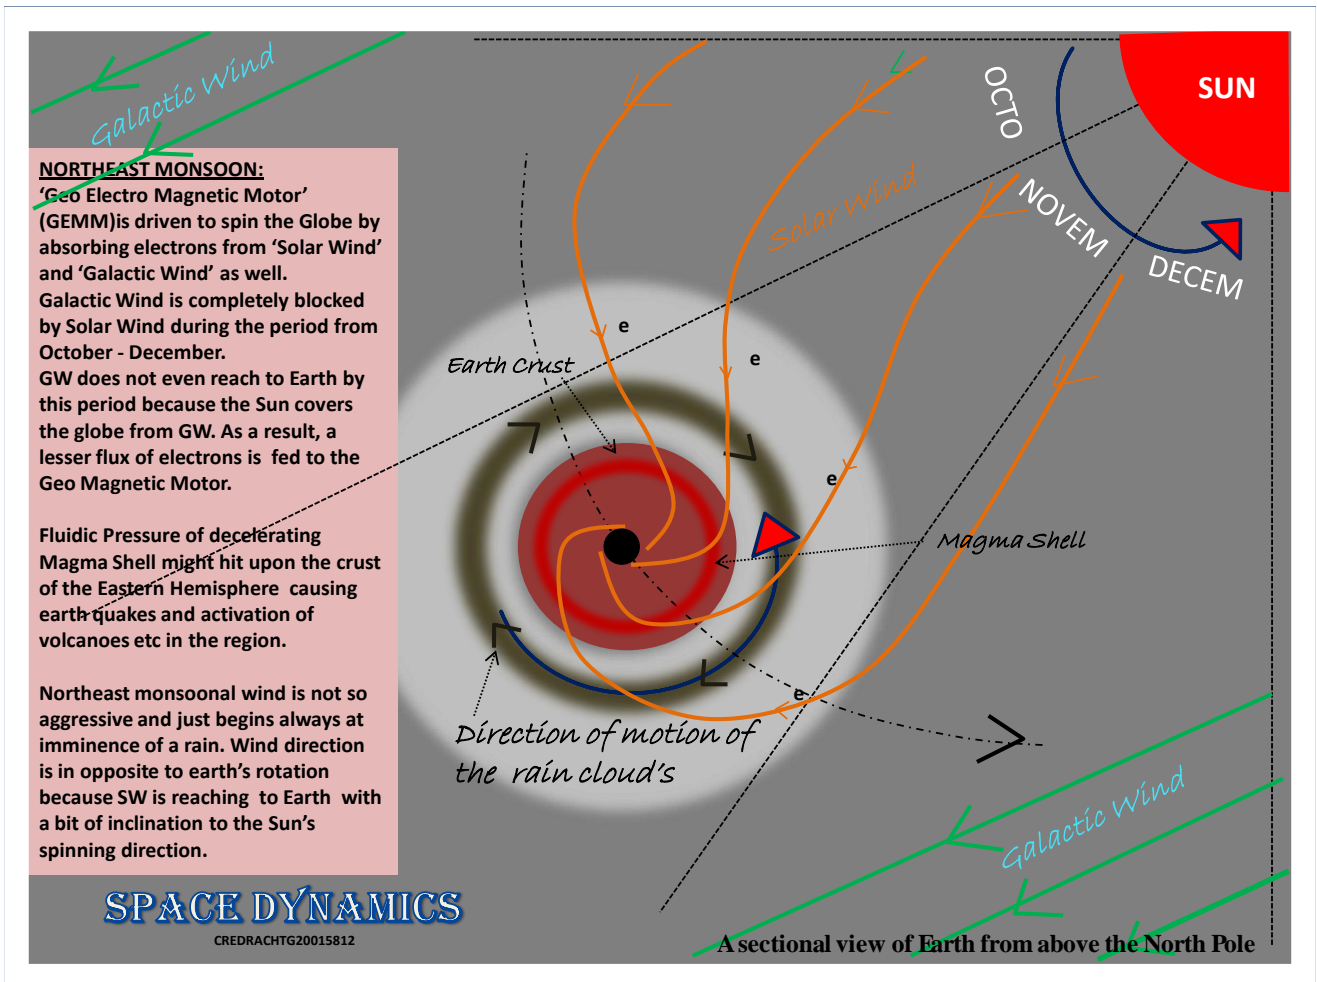 Galactic Wind
SUN
OCTO
NOVEM
DECEM
Solar Wind
NORTHEAST MONSOON:
‘Geo Electro Magnetic Motor’
(GEMM)is driven to spin the Globe by
absorbing electrons from ‘Solar Wind’
and ‘Galactic Wind’ as well.
Galactic Wind is completely blocked
by Solar Wind during the period from
October - December.
GW does not even reach to Earth by
this period because the Sun covers
the globe from GW. As a result, a
lesser flux of electrons is fed to the
Geo Magnetic Motor.
Fluidic Pressure of decelerating
Magma Shell might hit upon the crust
of the Eastern Hemisphere causing
earth quakes and activation of
volcanoes etc in the region.
Northeast monsoonal wind is not so
aggressive and just begins always at
imminence of a rain. Wind direction
is in opposite to earth’s rotation
because SW is reaching to Earth with
a bit of inclination to the Sun’s
spinning direction.
e
e
Earth Crust
e
Magma Shell
e
Direction of motion of
the rain cloud’s
Galactic Wind
SPACE DYNAMICS
CREDRACHTG20015812
A sectional view of Earth from above the North Pole